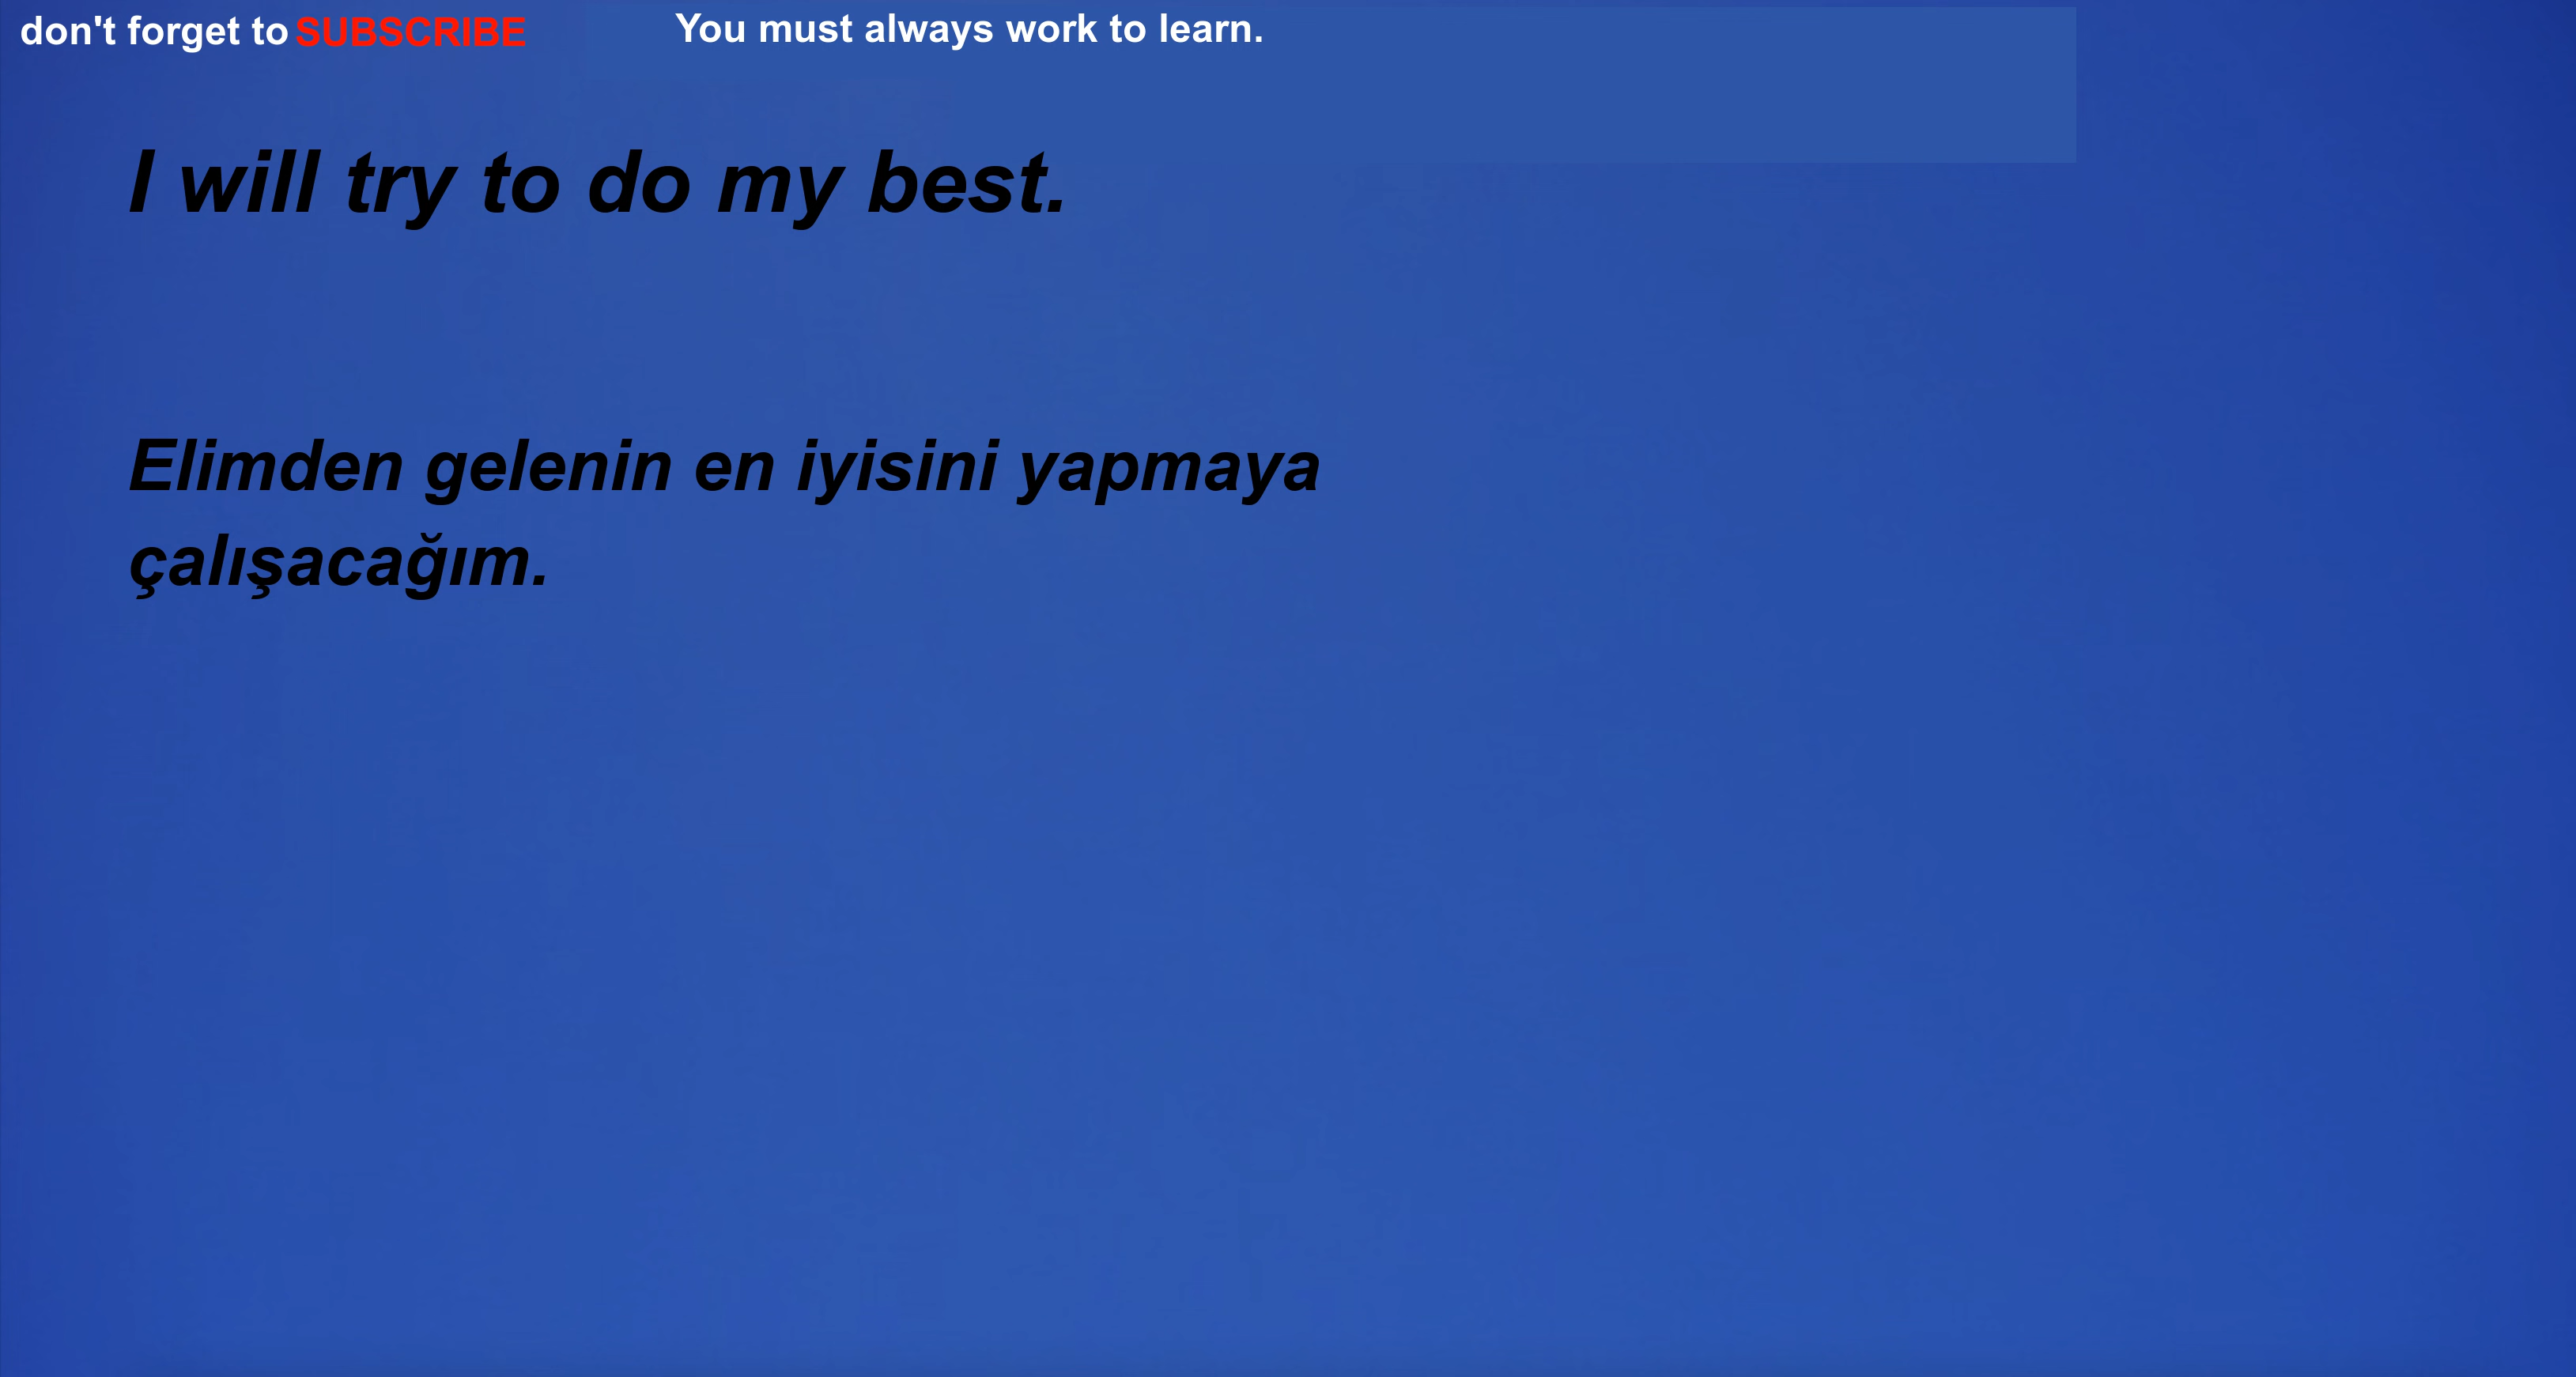 don't forget to SUBSCRIBE
You must always work to learn.
I will try to do my best.
Elimden gelenin en iyisini yapmaya
çalışacağım.